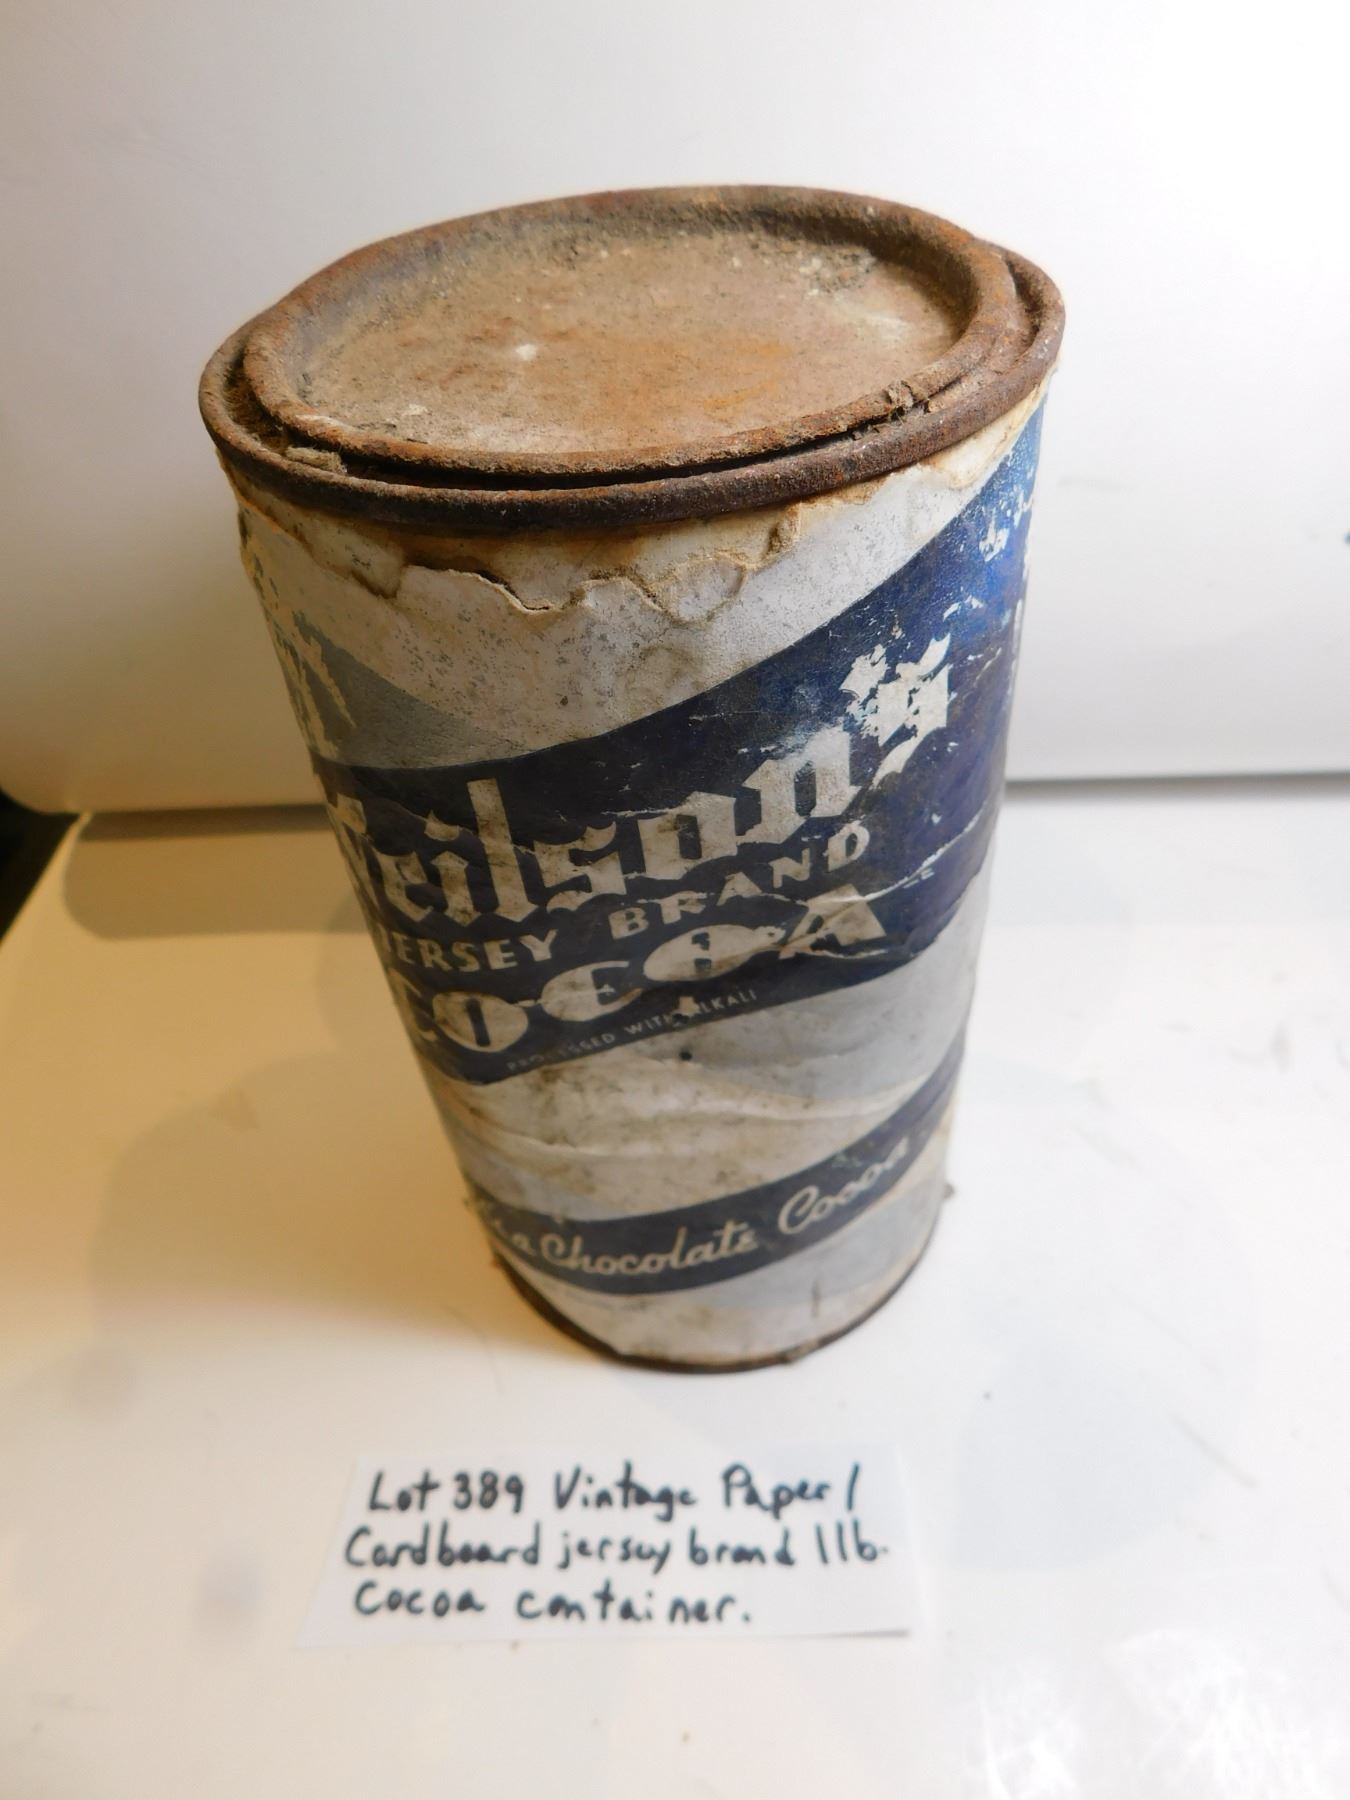 Neilson's
JERSEY BRAND
COCOA
PROCESSED WITH ALKALI
a Chocolate Cocoa
Lot 389 Vintage Paper/
Cardboard jersey brand 1lb.
cocoa container.